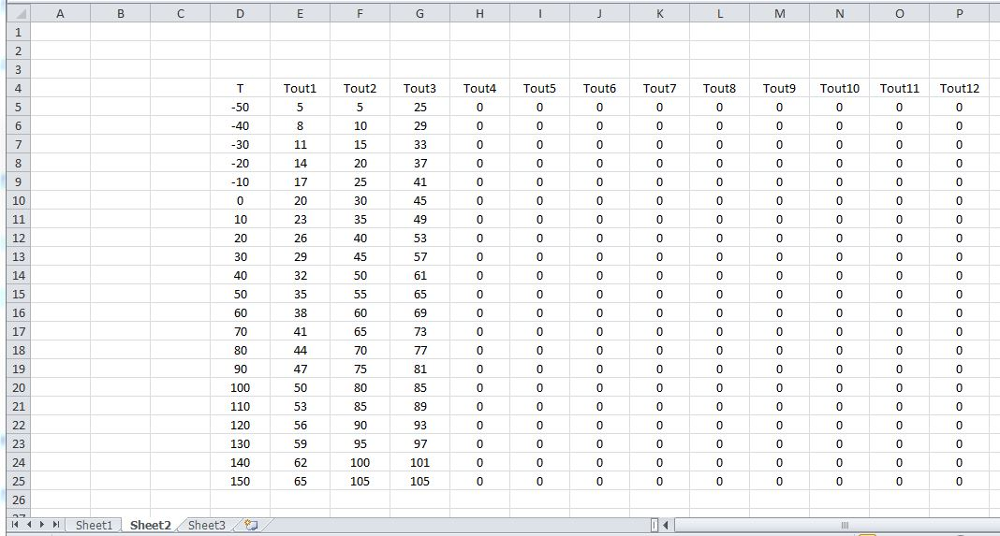 A B C D E F G H I J K L M N O P
1
2
3
4 T Tout1 Tout2 Tout3 Tout4 Tout5 Tout6 Tout7 Tout8 Tout9 Tout10 Tout11 Tout12
5 -50 5 5 25 0 0 0 0 0 0 0 0 0
6 -40 8 10 29 0 0 0 0 0 0 0 0 0
7 -30 11 15 33 0 0 0 0 0 0 0 0 0
8 -20 14 20 37 0 0 0 0 0 0 0 0 0
9 -10 17 25 41 0 0 0 0 0 0 0 0 0
10 0 20 30 45 0 0 0 0 0 0 0 0 0
11 10 23 35 49 0 0 0 0 0 0 0 0 0
12 20 26 40 53 0 0 0 0 0 0 0 0 0
13 30 29 45 57 0 0 0 0 0 0 0 0 0
14 40 32 50 61 0 0 0 0 0 0 0 0 0
15 50 35 55 65 0 0 0 0 0 0 0 0 0
16 60 38 60 69 0 0 0 0 0 0 0 0 0
17 70 41 65 73 0 0 0 0 0 0 0 0 0
18 80 44 70 77 0 0 0 0 0 0 0 0 0
19 90 47 75 81 0 0 0 0 0 0 0 0 0
20 100 50 80 85 0 0 0 0 0 0 0 0 0
21 110 53 85 89 0 0 0 0 0 0 0 0 0
22 120 56 90 93 0 0 0 0 0 0 0 0 0
23 130 59 95 97 0 0 0 0 0 0 0 0 0
24 140 62 100 101 0 0 0 0 0 0 0 0 0
25 150 65 105 105 0 0 0 0 0 0 0 0 0
26
27
Sheet1 Sheet2 Sheet3